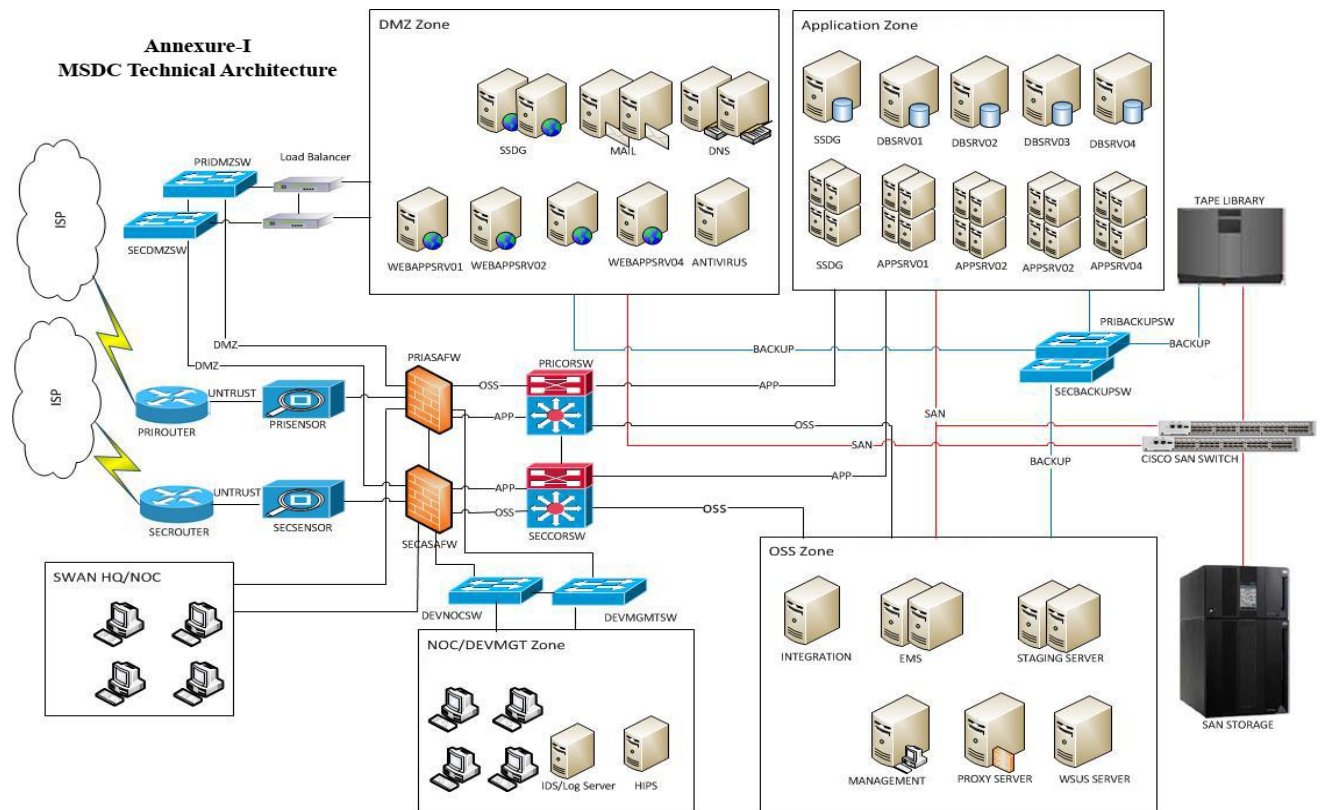 Annexure-I
MSDC Technical Architecture
DMZ Zone
SSDG
MAIL
DNS
WEBAPPSRV01
WEBAPPSRV02
WEBAPPSRV04
ANTIVIRUS
Application Zone
SSDG
DBSRV01
DBSRV02
DBSRV03
DBSRV04
SSDG
APPSRV01
APPSRV02
APPSRV02
APPSRV04
TAPE LIBRARY
PRIDMZSW
Load Balancer
SECDMZSW
ISP
ISP
DMZ
DMZ
PRIASAFW
OSS
PRICORSW
APP
BACKUP
PRIBACKUPSW
BACKUP
SECBACKUPSW
UNTRUST
PRIROUTER
PRISENSOR
APP
OSS
SAN
SAN
BACKUP
CISCO SAN SWITCH
UNTRUST
SECROUTER
SECSENSOR
APP
OSS
SECASAFW
SECCORSW
APP
OSS
SWAN HQ/NOC
DEVNOCSW
DEVMGMTSW
NOC/DEVMGT Zone
IDS/Log Server
HIPS
OSS Zone
INTEGRATION
EMS
STAGING SERVER
MANAGEMENT
PROXY SERVER
WSUS SERVER
SAN STORAGE